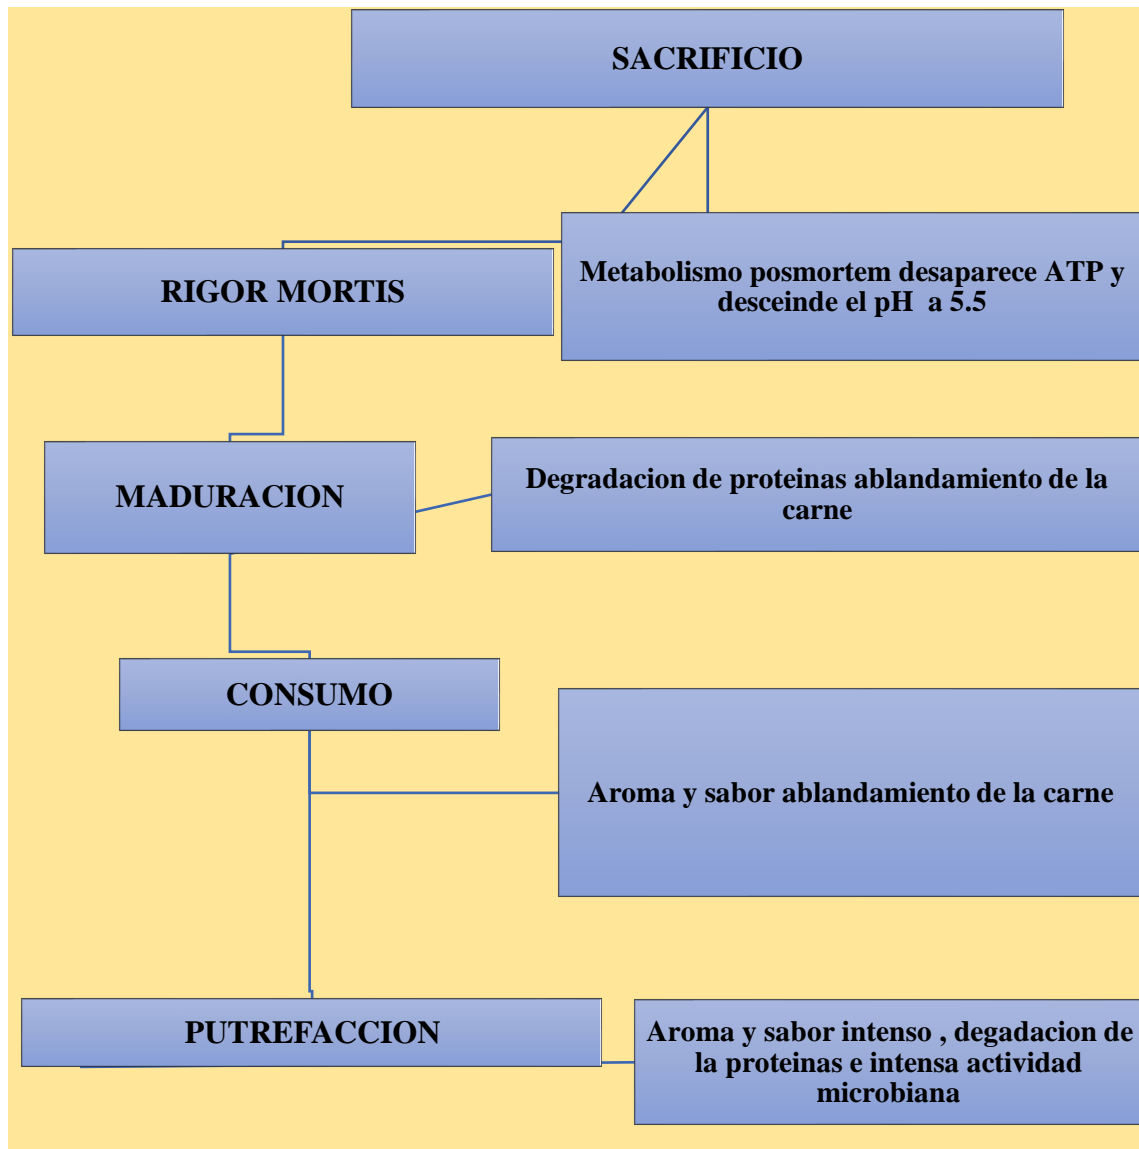 SACRIFICIO
RIGOR MORTIS
Metabolismo posmortem desaparece ATP y
desceinde el pH a 5.5
MADURACION
Degradacion de proteinas ablandamiento de la
carne
CONSUMO
Aroma y sabor ablandamiento de la carne
PUTREFACCION
Aroma y sabor intenso , degadacion de
la proteinas e intensa actividad
microbiana